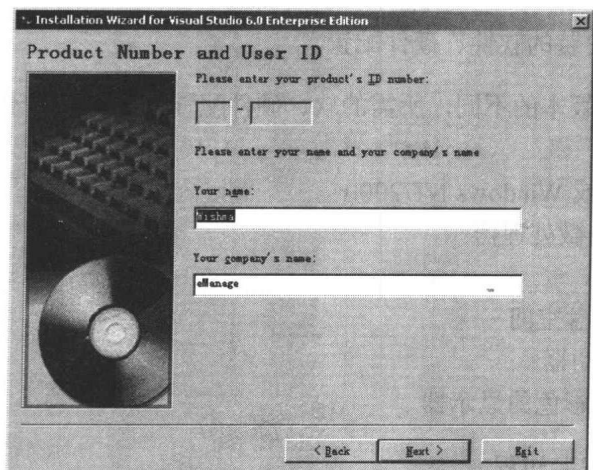 Installation Wizard for Visual Studio 6.0 Enterprise Edition
Product Number and User ID
Please enter your product's ID number:
-
Please enter your name and your company's name
Your name:
Wishma
Your company's name:
eManage
< Back
Next >
Exit